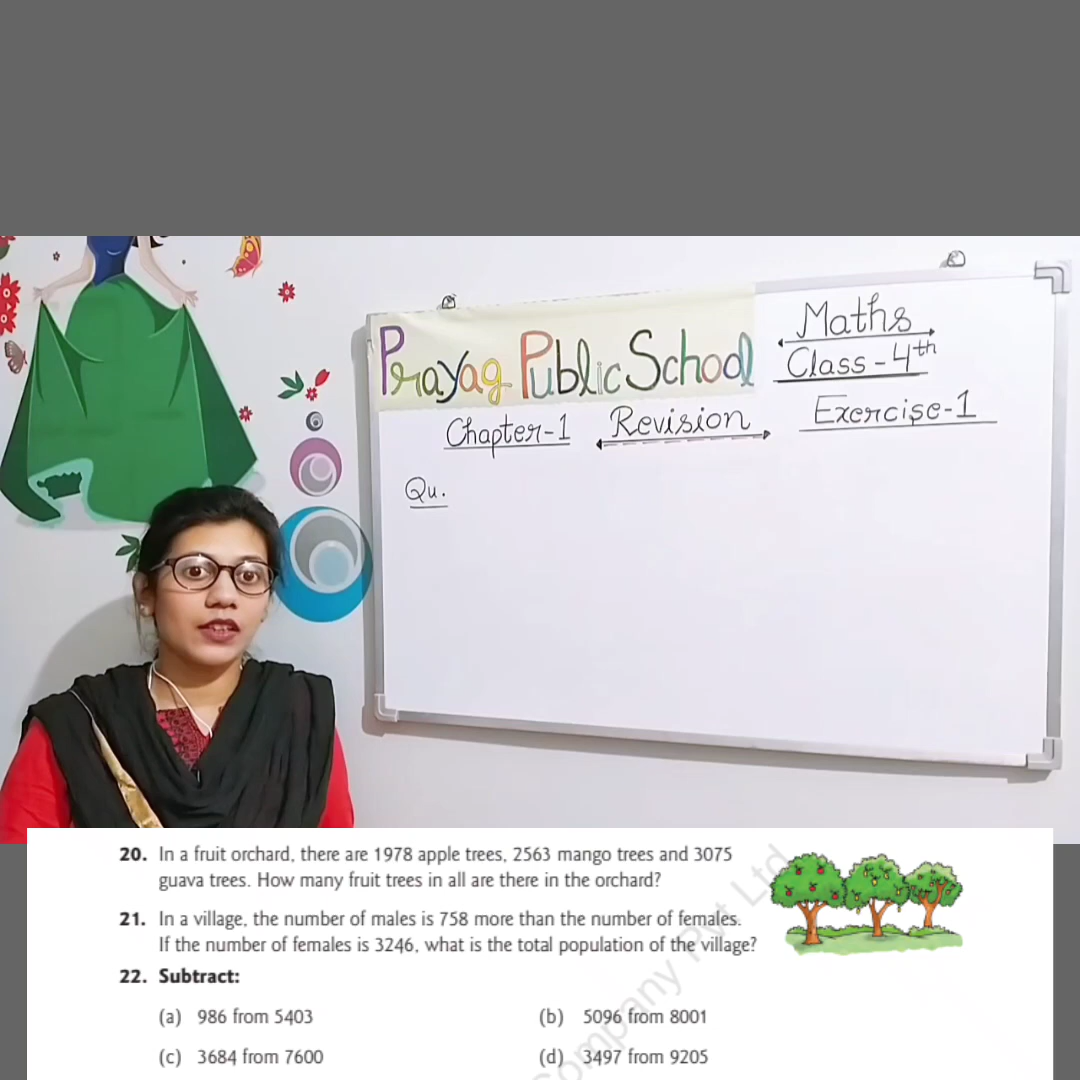 Prayag Public School
Maths
Class - 4th
Chapter-1 Revision Exercise-1
Qu.
20. In a fruit orchard, there are 1978 apple trees, 2563 mango trees and 3075
guava trees. How many fruit trees in all are there in the orchard?
21. In a village, the number of males is 758 more than the number of females.
If the number of females is 3246, what is the total population of the village?
22. Subtract:
(a) 986 from 5403 (b) 5096 from 8001
(c) 3684 from 7600 (d) 3497 from 9205
Company Pvt Ltd